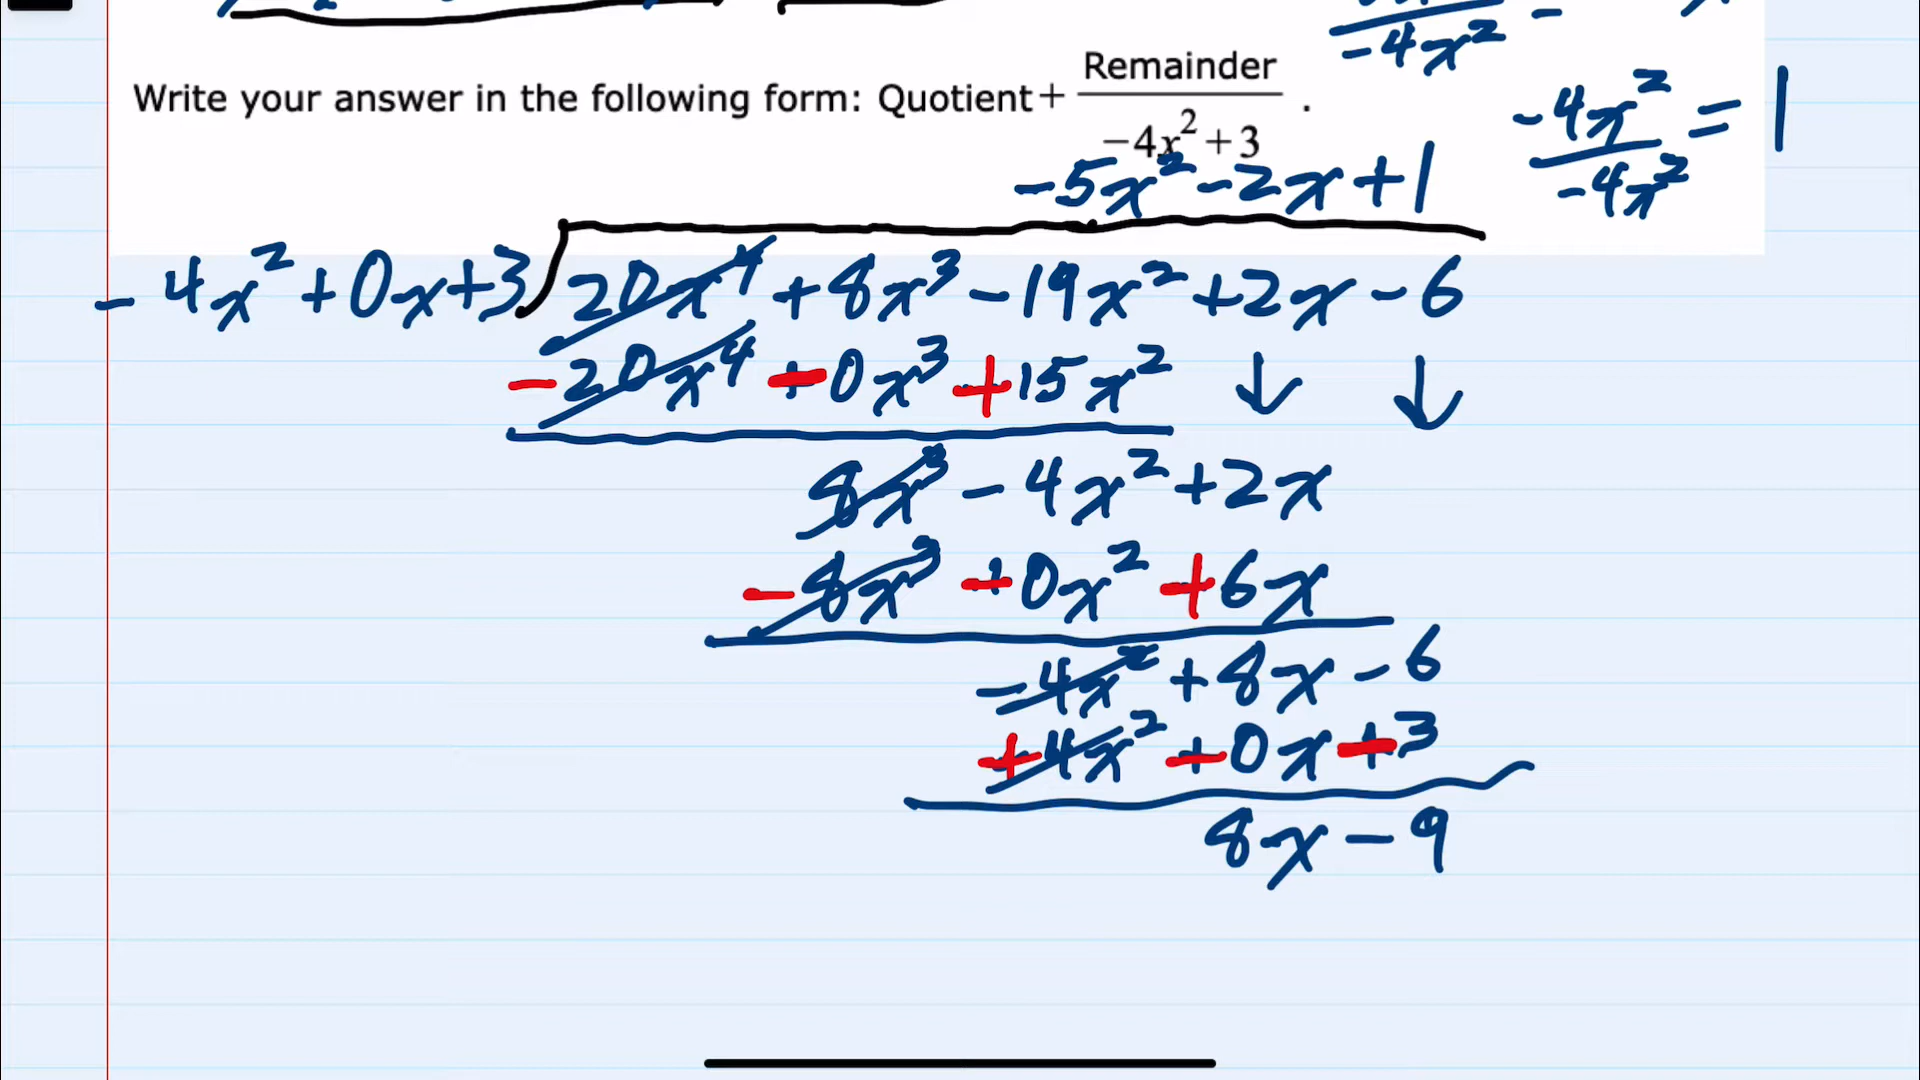 -4x²
Write your answer in the following form: Quotient + Remainder / -4x² + 3 .
-4x² / -4x² = 1
-5x² - 2x + 1
-4x² + 0x + 3 ) 20x⁴ + 8x³ - 19x² + 2x - 6
- 20x⁴ - 0x³ + 15x² ↓ ↓
8x³ - 4x² + 2x
- 8x³ - 0x² + 6x
-4x² + 8x - 6
+ 4x² - 0x - 3
8x - 9